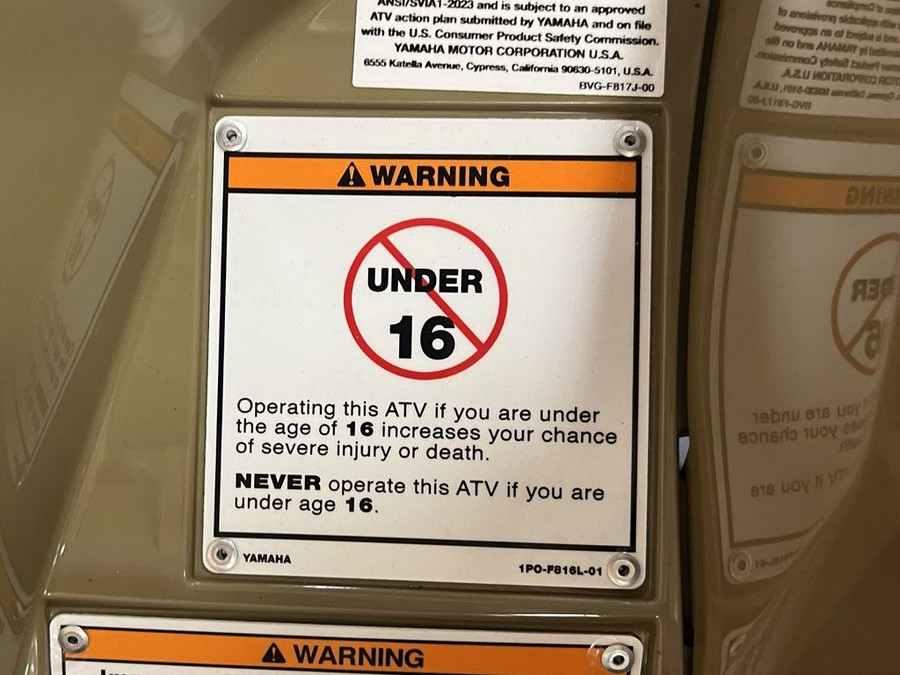 ANSI/SVIA1-2023 and is subject to an approved
ATV action plan submitted by YAMAHA and on file
with the U.S. Consumer Product Safety Commission.
YAMAHA MOTOR CORPORATION U.S.A.
6555 Katella Avenue, Cypress, California 90630-5101, U.S.A.
BVG-F817J-00
WARNING
UNDER
16
Operating this ATV if you are under
the age of 16 increases your chance
of severe injury or death.
NEVER operate this ATV if you are
under age 16.
YAMAHA
1P0-F816L-01
WARNING